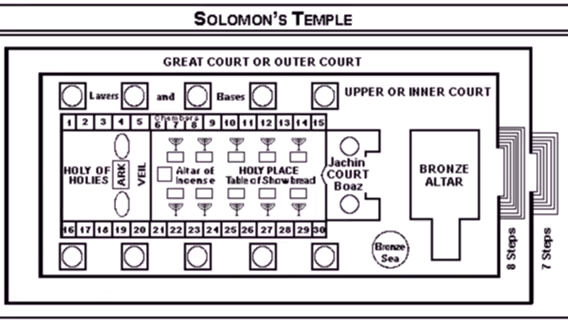 SOLOMON'S TEMPLE
GREAT COURT OR OUTER COURT
Lavers and Bases
UPPER OR INNER COURT
Chambers
1 2 3 4 5 6 7 8 9 10 11 12 13 14 15
HOLY OF HOLIES
ARK
VEIL
Altar of Incense
HOLY PLACE
Table of Showbread
Jachin
COURT
Boaz
BRONZE ALTAR
16 17 18 19 20 21 22 23 24 25 26 27 28 29 30
Bronze Sea
8 Steps
7 Steps